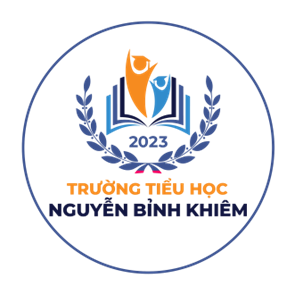 2023
TRƯỜNG TIỂU HỌC
NGUYỄN BỈNH KHIÊM